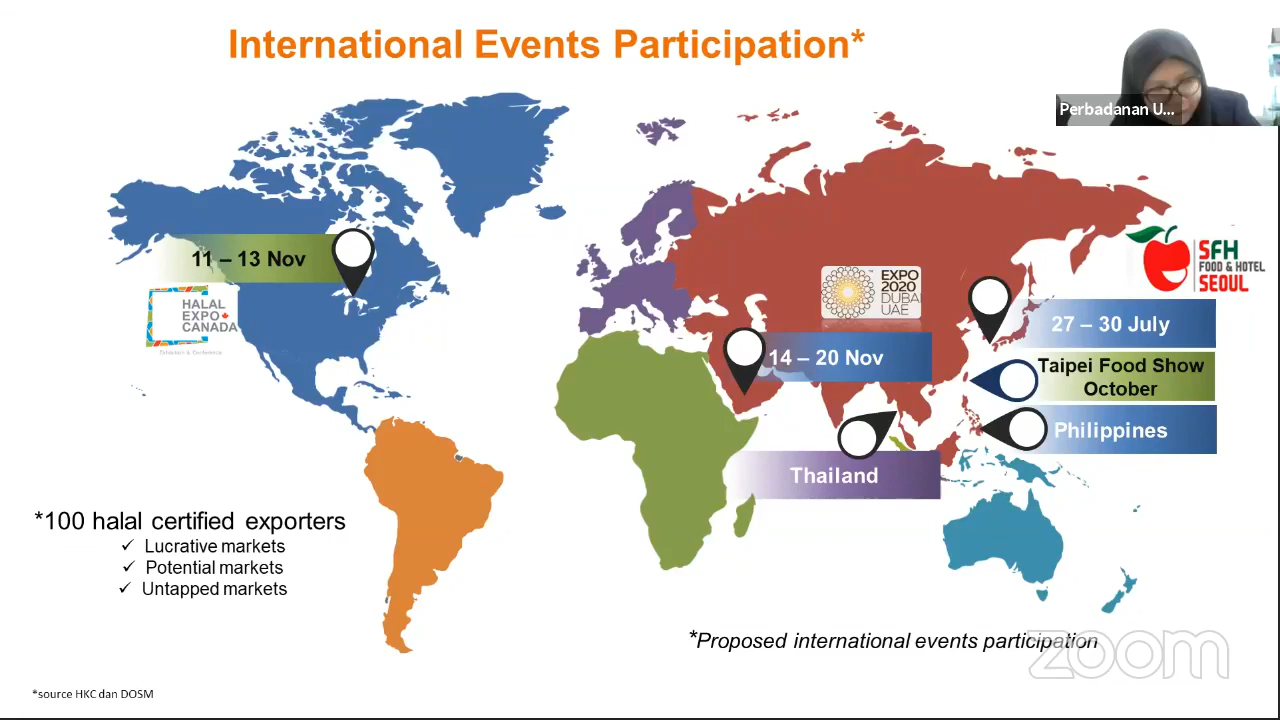 International Events Participation*
Perbadanan U...
11 – 13 Nov
HALAL
EXPO
CANADA
Exhibition & Conference
EXPO
2020
DUBAI
UAE
SFH
FOOD & HOTEL
SEOUL
27 – 30 July
14 – 20 Nov
Taipei Food Show
October
Philippines
Thailand
*100 halal certified exporters
✓ Lucrative markets
✓ Potential markets
✓ Untapped markets
*Proposed international events participation
zoom
*source HKC dan DOSM